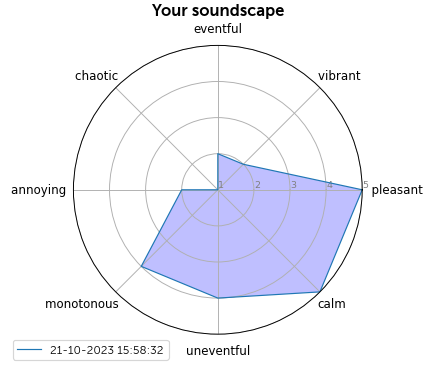 Your soundscape
eventful
chaotic
vibrant
annoying
1 2 3 4 5
pleasant
monotonous
calm
uneventful
21-10-2023 15:58:32